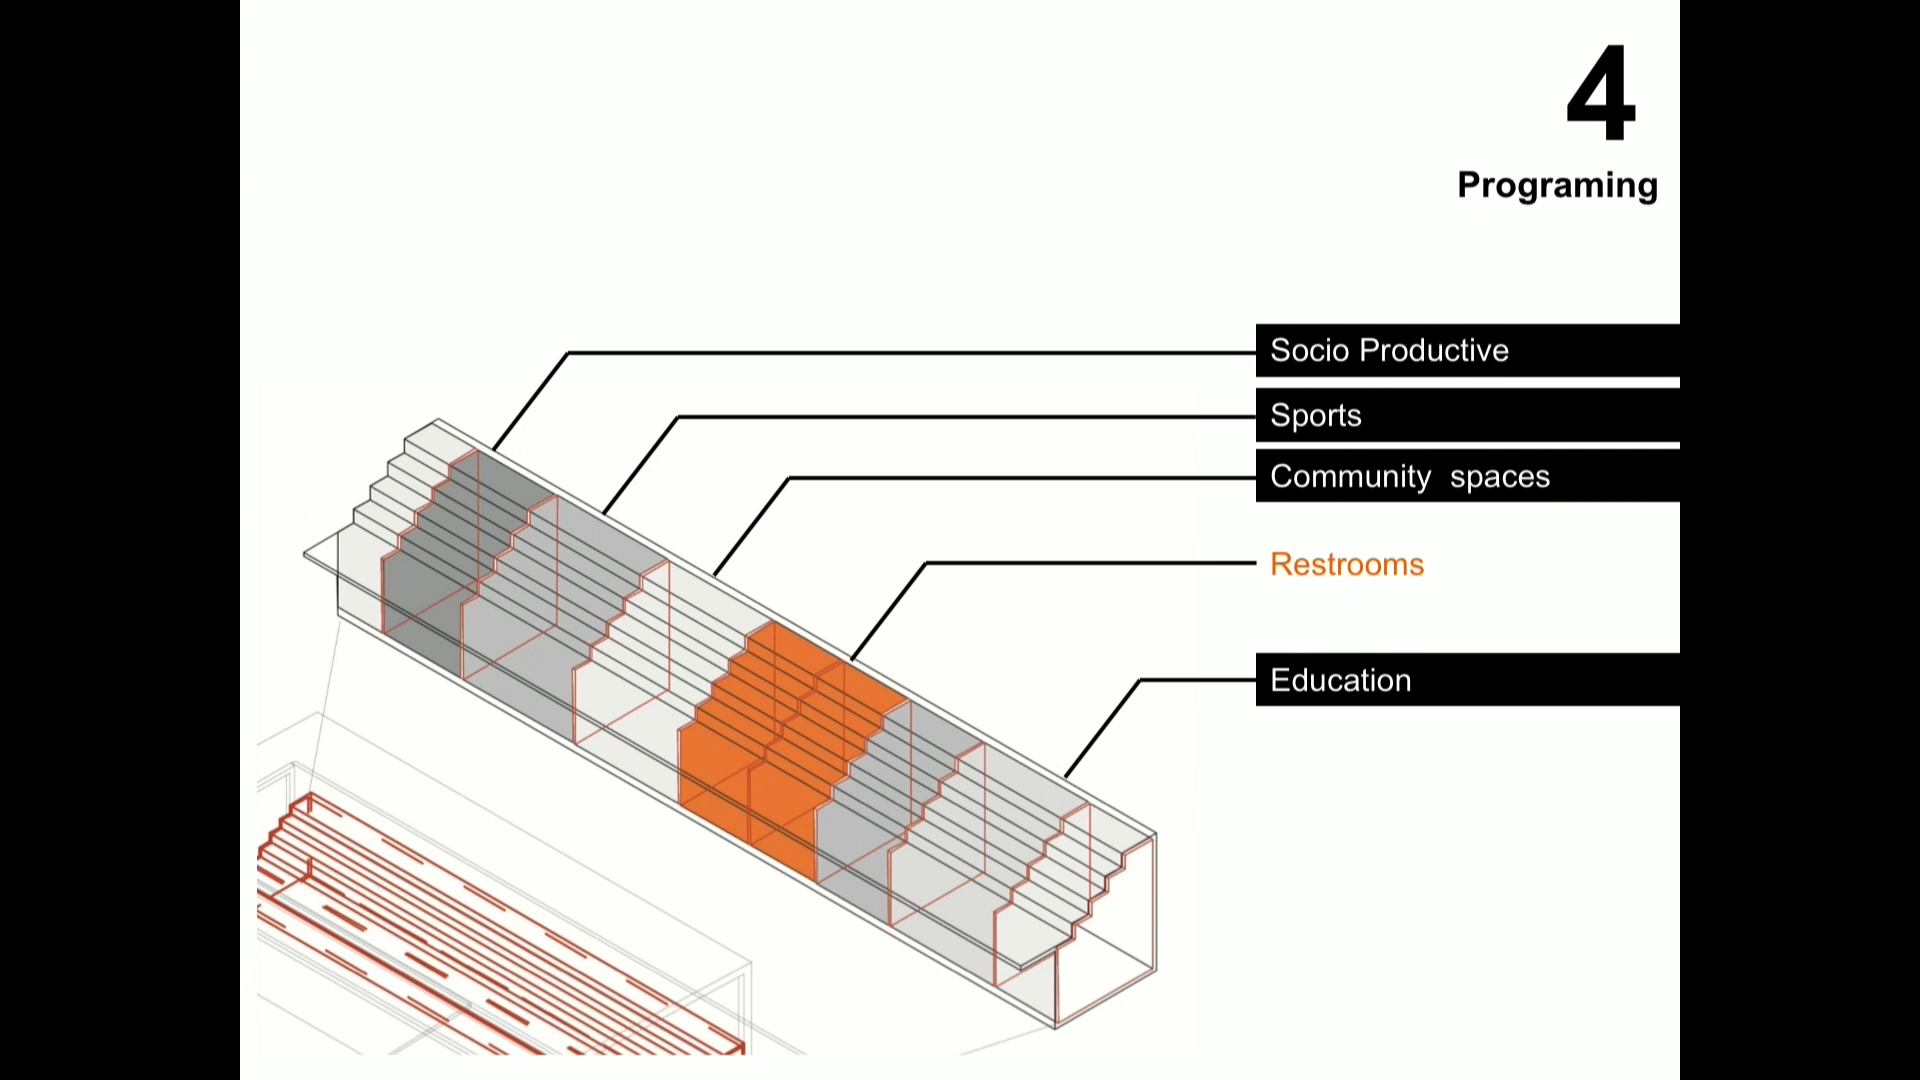 4
Programing
Socio Productive
Sports
Community spaces
Restrooms
Education